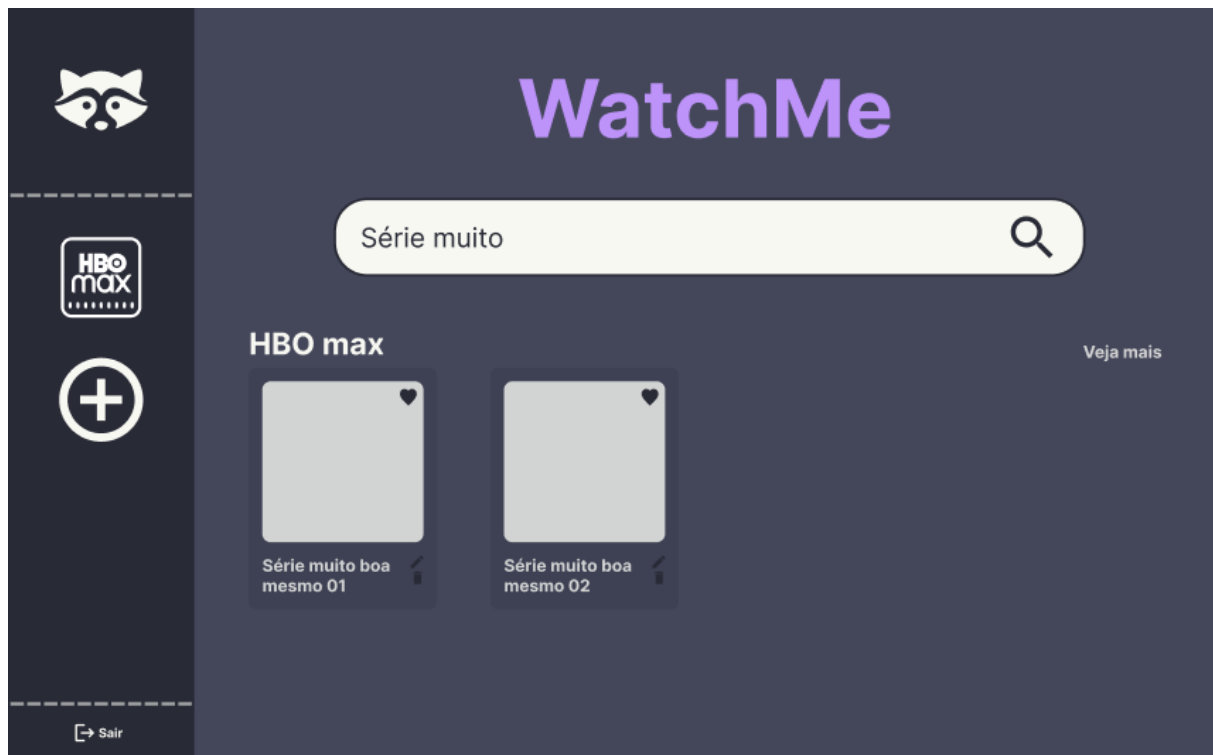 WatchMe
Série muito
HBO
max
HBO max
Veja mais
Série muito boa
mesmo 01
Série muito boa
mesmo 02
Sair